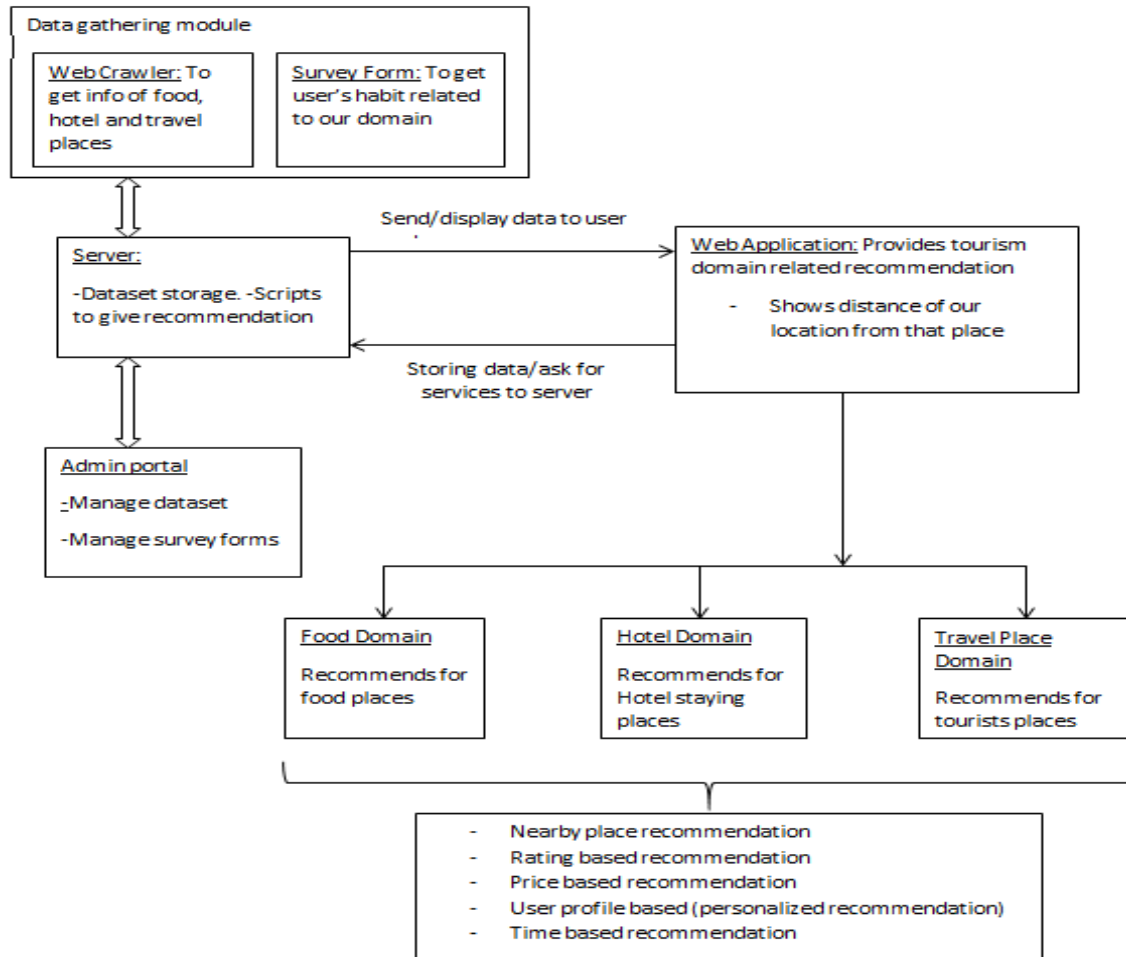 Data gathering module
Web Crawler: To
get info of food,
hotel and travel
places
Survey Form: To get
user's habit related
to our domain
Send/display data to user
Server:
-Dataset storage. -Scripts
to give recommendation
Web Application: Provides tourism
domain related recommendation
- Shows distance of our
location from that place
Storing data/ask for
services to server
Admin portal
-Manage dataset
-Manage survey forms
Food Domain
Recommends for
food places
Hotel Domain
Recommends for
Hotel staying
places
Travel Place
Domain
Recommends for
tourists places
- Nearby place recommendation
- Rating based recommendation
- Price based recommendation
- User profile based (personalized recommendation)
- Time based recommendation